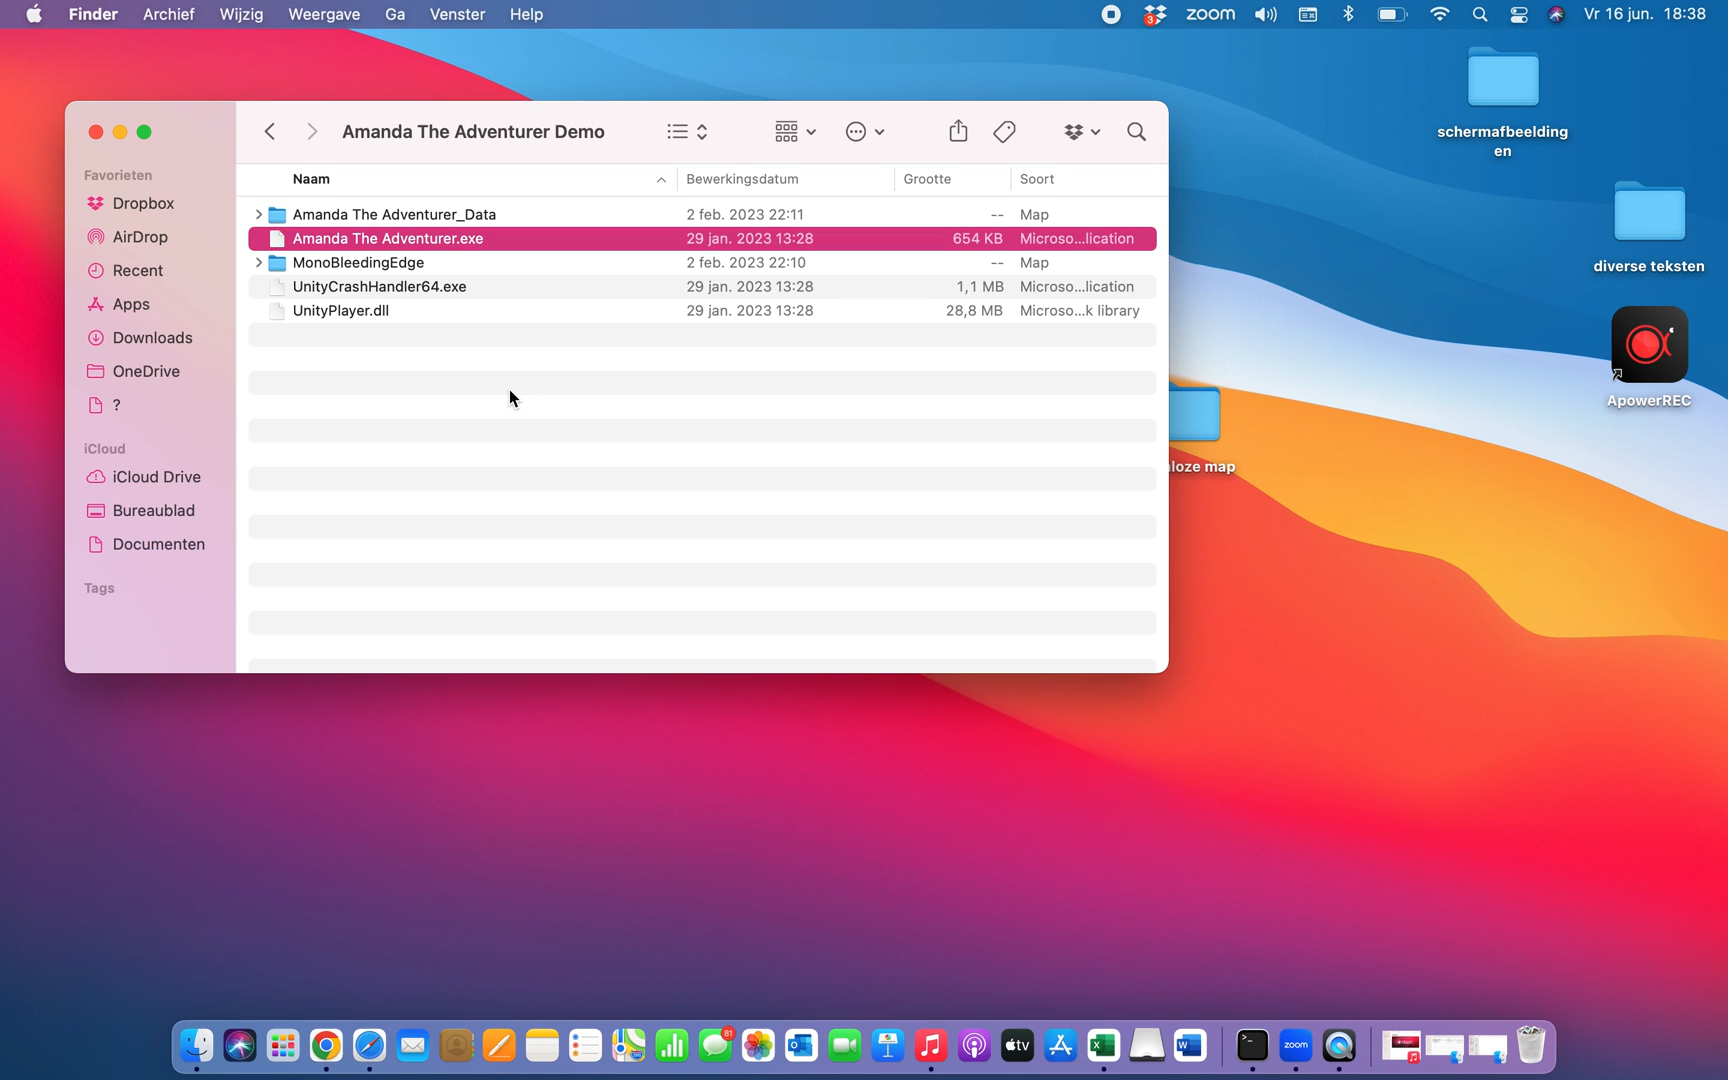 Finder Archief Wijzig Weergave Ga Venster Help 3 zoom Vr 16 jun. 18:38
schermafbeelding
en
diverse teksten
ApowerREC
loze map
Amanda The Adventurer Demo
Favorieten
Dropbox
AirDrop
Recent
Apps
Downloads
OneDrive
?
iCloud
iCloud Drive
Bureaublad
Documenten
Tags
Naam Bewerkingsdatum Grootte Soort
Amanda The Adventurer_Data 2 feb. 2023 22:11 -- Map
Amanda The Adventurer.exe 29 jan. 2023 13:28 654 KB Microso...lication
MonoBleedingEdge 2 feb. 2023 22:10 -- Map
UnityCrashHandler64.exe 29 jan. 2023 13:28 1,1 MB Microso...lication
UnityPlayer.dll 29 jan. 2023 13:28 28,8 MB Microso...k library
81 tv X W >_ zoom